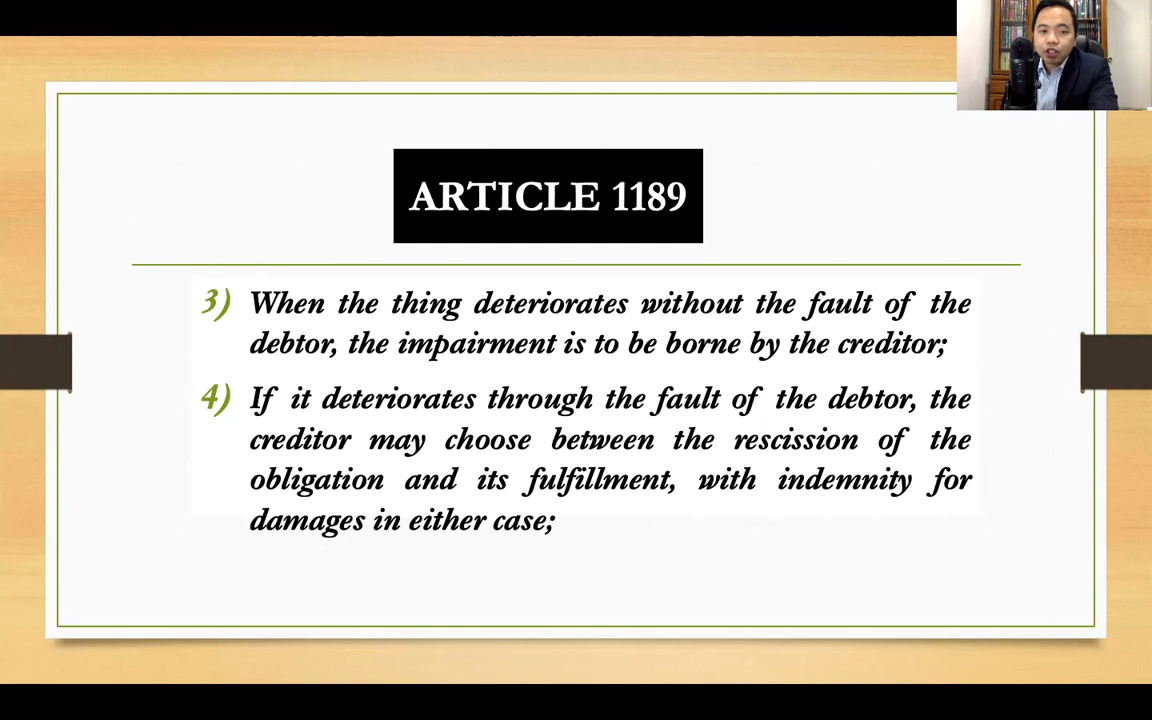 ARTICLE 1189
3) When the thing deteriorates without the fault of the
debtor, the impairment is to be borne by the creditor;
4) If it deteriorates through the fault of the debtor, the
creditor may choose between the rescission of the
obligation and its fulfillment, with indemnity for
damages in either case;